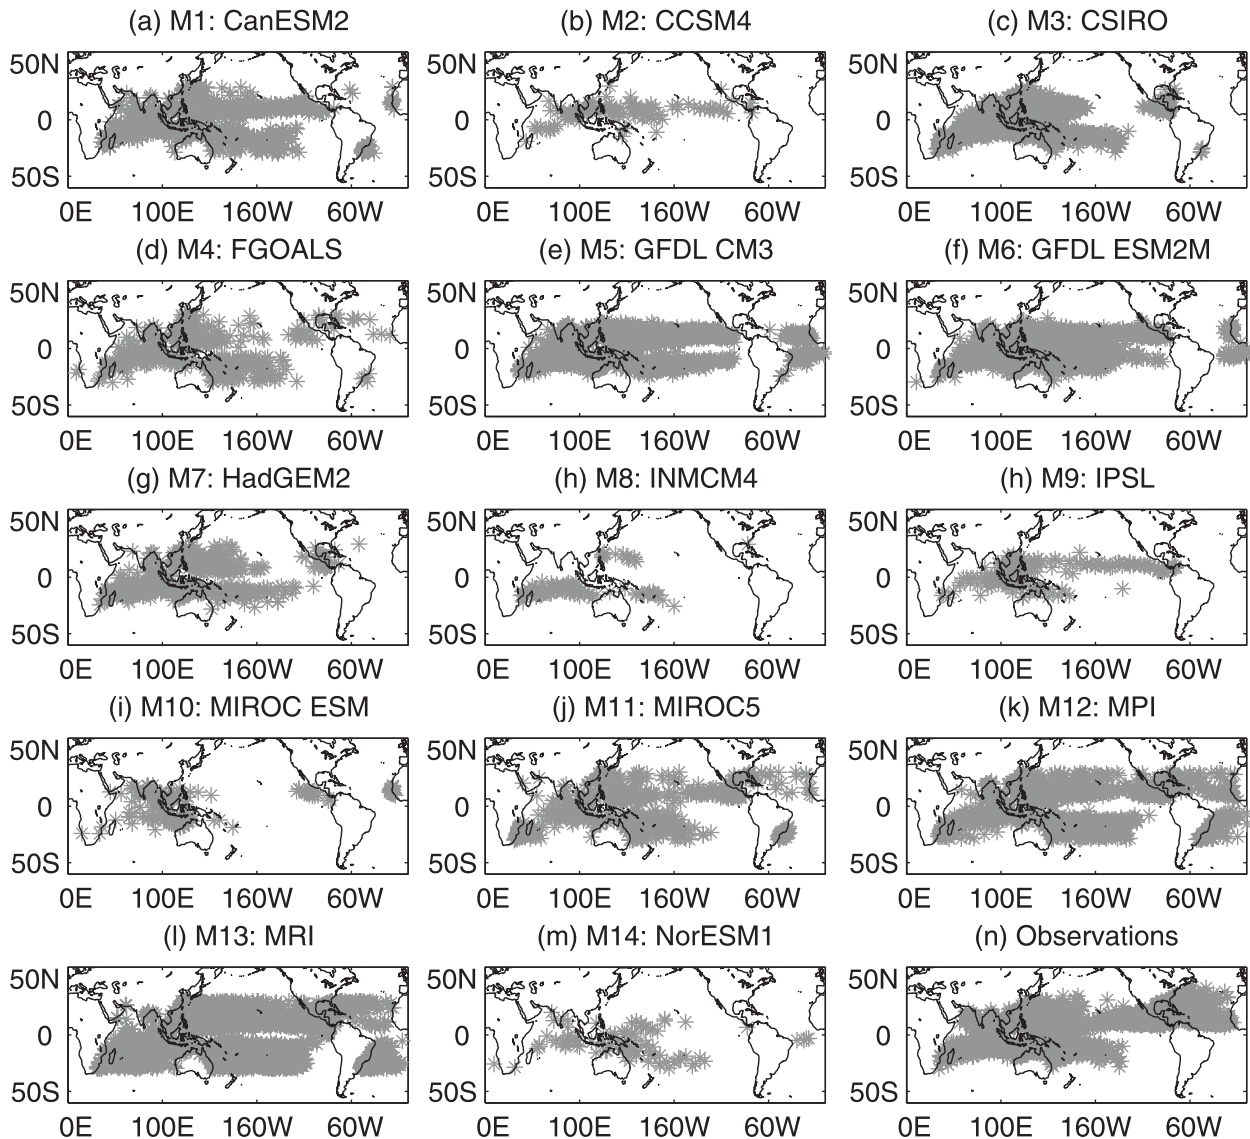 (a) M1: CanESM2 (b) M2: CCSM4 (c) M3: CSIRO
50N 50N 50N
0 0 0
50S 50S 50S
0E 100E 160W 60W 0E 100E 160W 60W 0E 100E 160W 60W
(d) M4: FGOALS (e) M5: GFDL CM3 (f) M6: GFDL ESM2M
50N 50N 50N
0 0 0
50S 50S 50S
0E 100E 160W 60W 0E 100E 160W 60W 0E 100E 160W 60W
(g) M7: HadGEM2 (h) M8: INMCM4 (h) M9: IPSL
50N 50N 50N
0 0 0
50S 50S 50S
0E 100E 160W 60W 0E 100E 160W 60W 0E 100E 160W 60W
(i) M10: MIROC ESM (j) M11: MIROC5 (k) M12: MPI
50N 50N 50N
0 0 0
50S 50S 50S
0E 100E 160W 60W 0E 100E 160W 60W 0E 100E 160W 60W
(l) M13: MRI (m) M14: NorESM1 (n) Observations
50N 50N 50N
0 0 0
50S 50S 50S
0E 100E 160W 60W 0E 100E 160W 60W 0E 100E 160W 60W